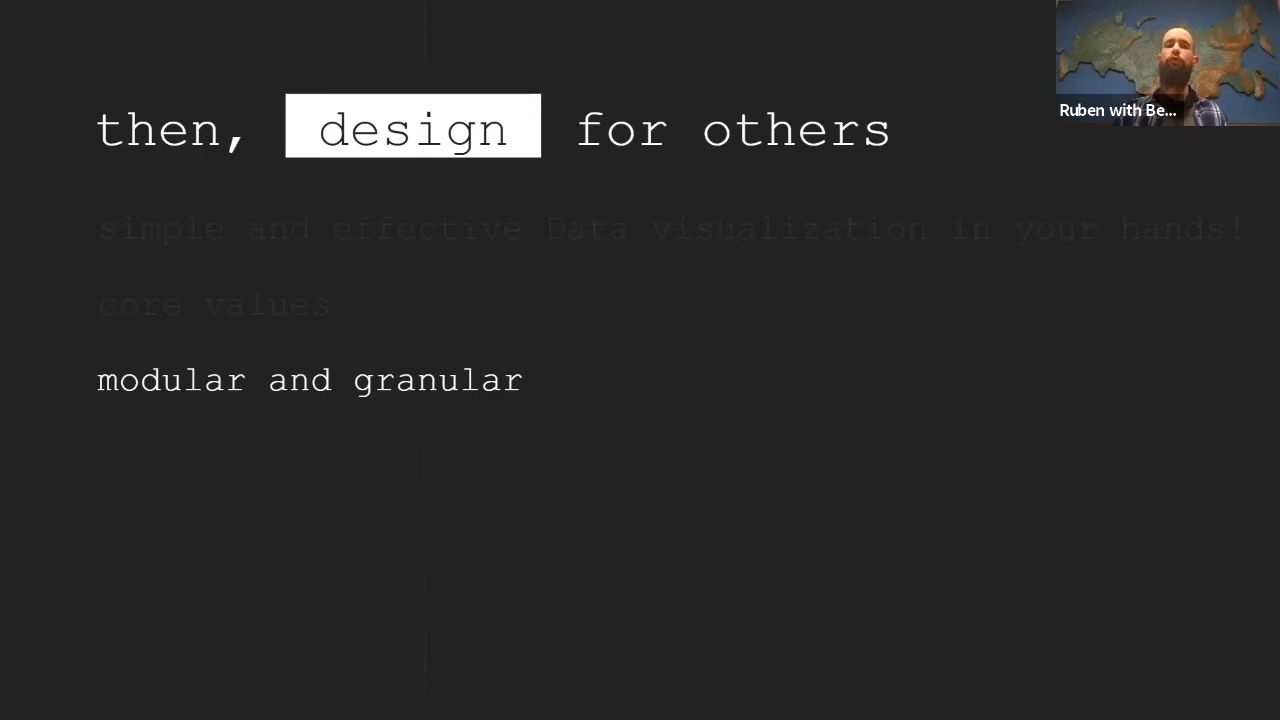 then, design for others
Ruben with Be...
simple and effective Data visualization in your hands!
core values
modular and granular